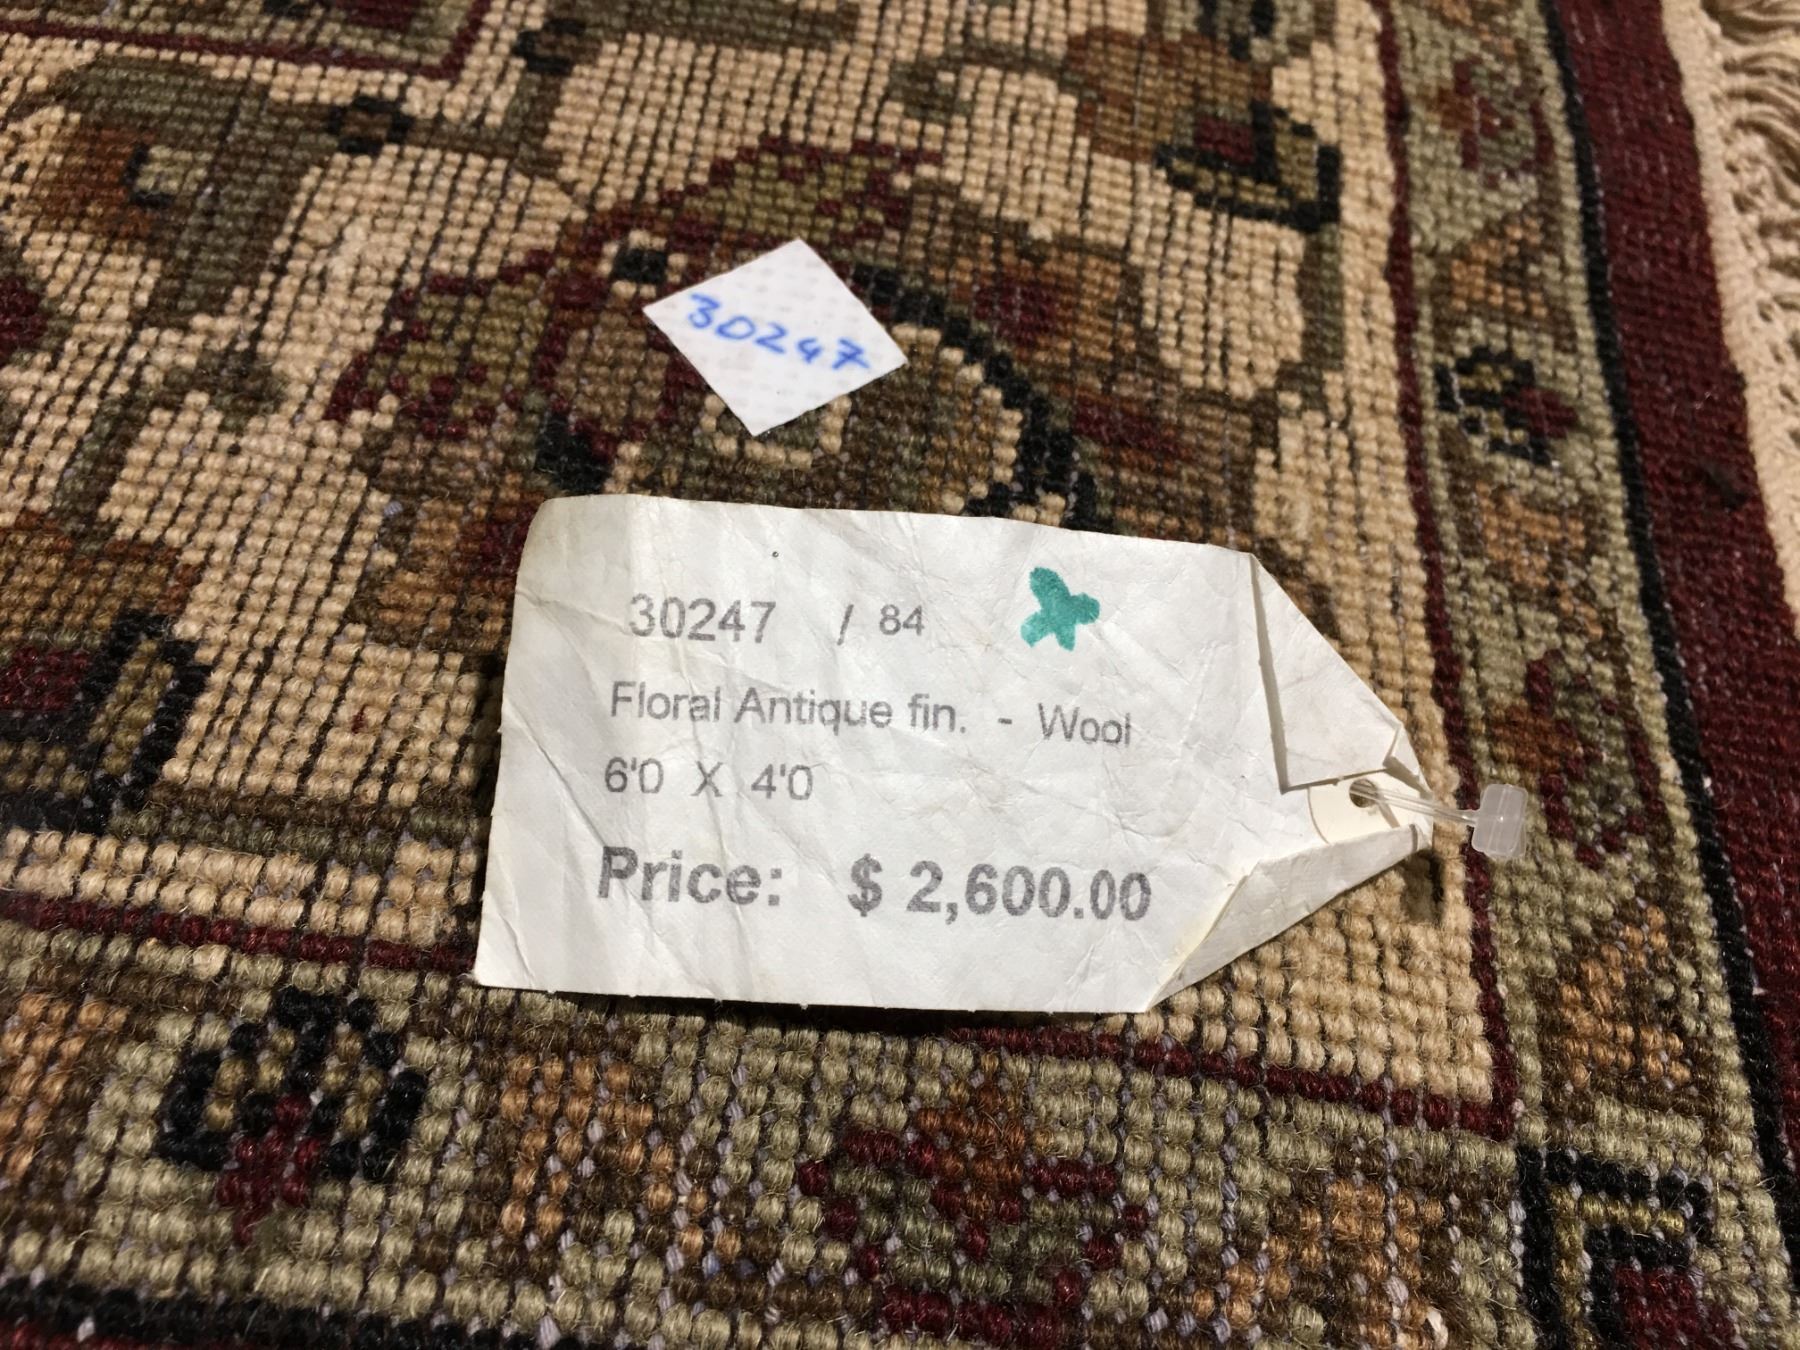 30247
30247 / 84
Floral Antique fin. - Wool
6'0 X 4'0
Price: $ 2,600.00